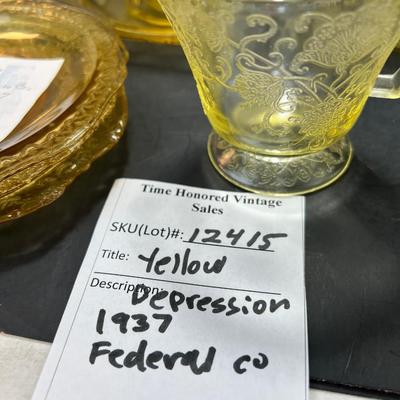 Time Honored Vintage
Sales
SKU(Lot)#: 12415
Title: Yellow
Description: Depression
1937
Federal co